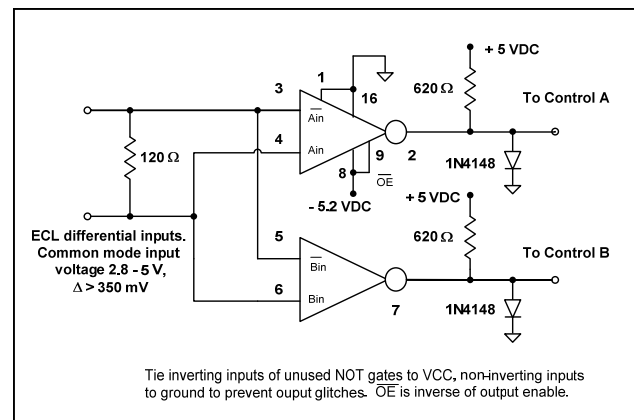 + 5 VDC
1
3
16
620 Ω
To Control A
Ain
4
Ain
120 Ω
9
2
8
OE
1N4148
- 5.2 VDC
+ 5 VDC
ECL differential inputs.
Common mode input
voltage 2.8 - 5 V,
Δ > 350 mV
5
620 Ω
To Control B
Bin
6
Bin
7
1N4148
Tie inverting inputs of unused NOT gates to VCC, non-inverting inputs
to ground to prevent ouput glitches. OE is inverse of output enable.